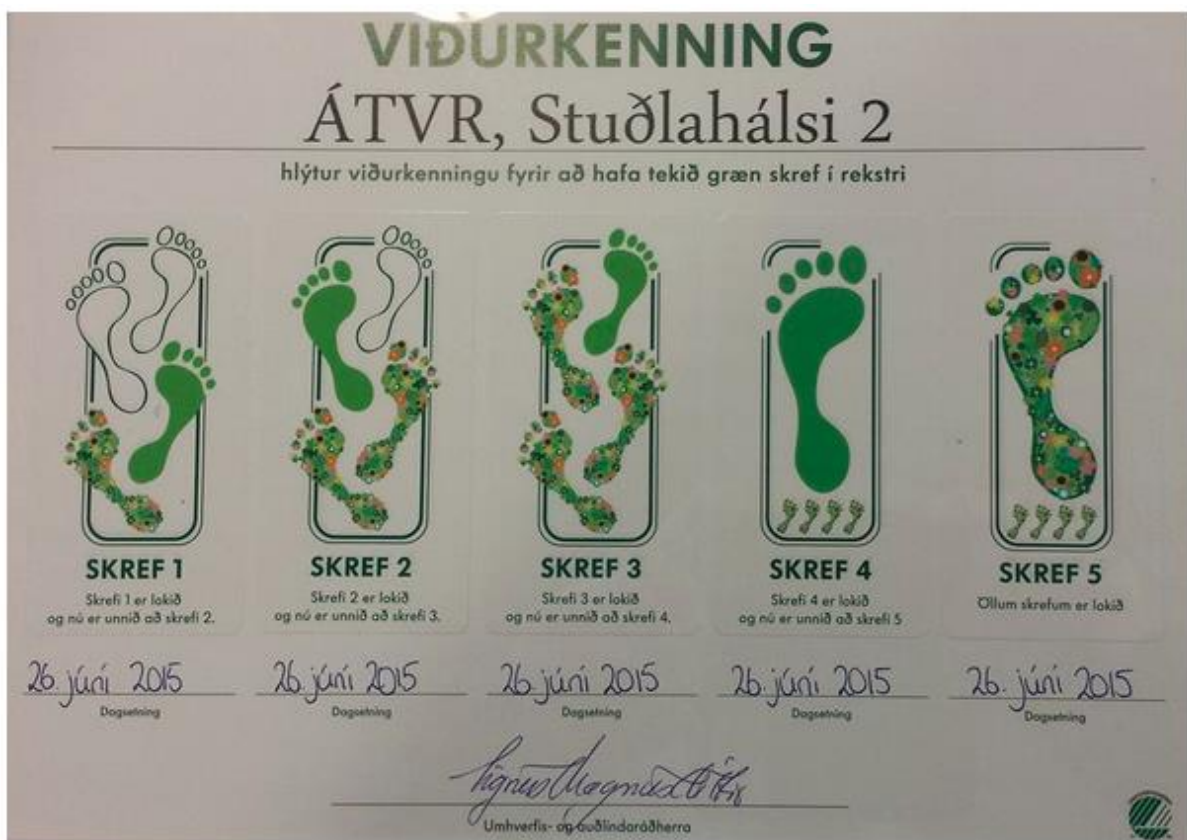 VIÐURKENNING
ÁTVR, Stuðlahálsi 2
hlýtur viðurkenningu fyrir að hafa tekið græn skref í rekstri
SKREF 1
Skrefi 1 er lokið
og nú er unnið að skrefi 2.
26. júní 2015
Dagsetning
SKREF 2
Skrefi 2 er lokið
og nú er unnið að skrefi 3.
26. júní 2015
Dagsetning
SKREF 3
Skrefi 3 er lokið
og nú er unnið að skrefi 4.
26. júní 2015
Dagsetning
SKREF 4
Skrefi 4 er lokið
og nú er unnið að skrefi 5
26. júní 2015
Dagsetning
SKREF 5
Öllum skrefum er lokið
26. júní 2015
Dagsetning
Umhverfis- og auðlindaráðherra